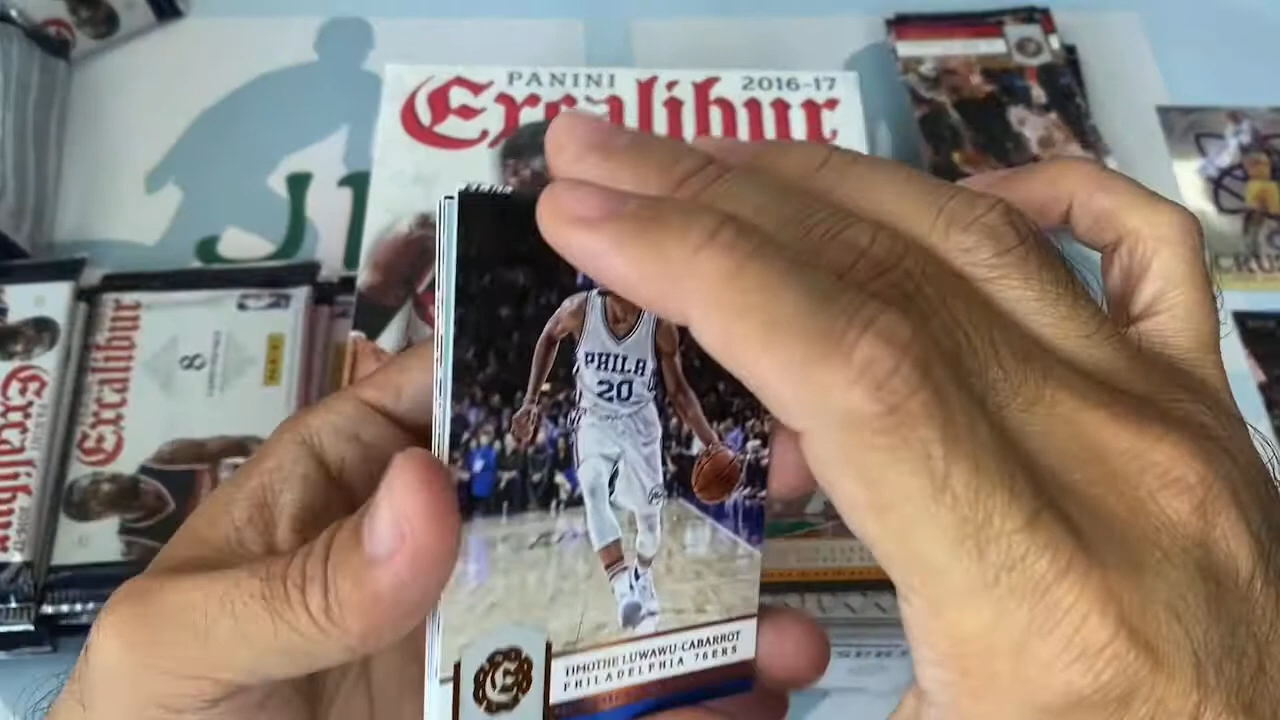 PANINI 2016-17
Excalibur
Excalibur
8
Excalibur
PHILA
20
TIMOTHE LUWAWU-CABARROT
PHILADELPHIA 76ERS